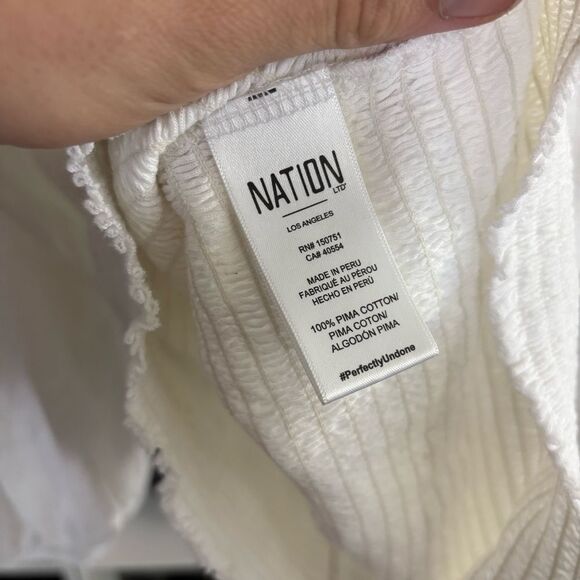 NATION
LTD®
LOS ANGELES
RN# 150751
CA# 40554
MADE IN PERU
FABRIQUÉ AU PÉROU
HECHO EN PERÚ
100% PIMA COTTON/
PIMA COTON/
ALGODÓN PIMA
#PerfectlyUndone